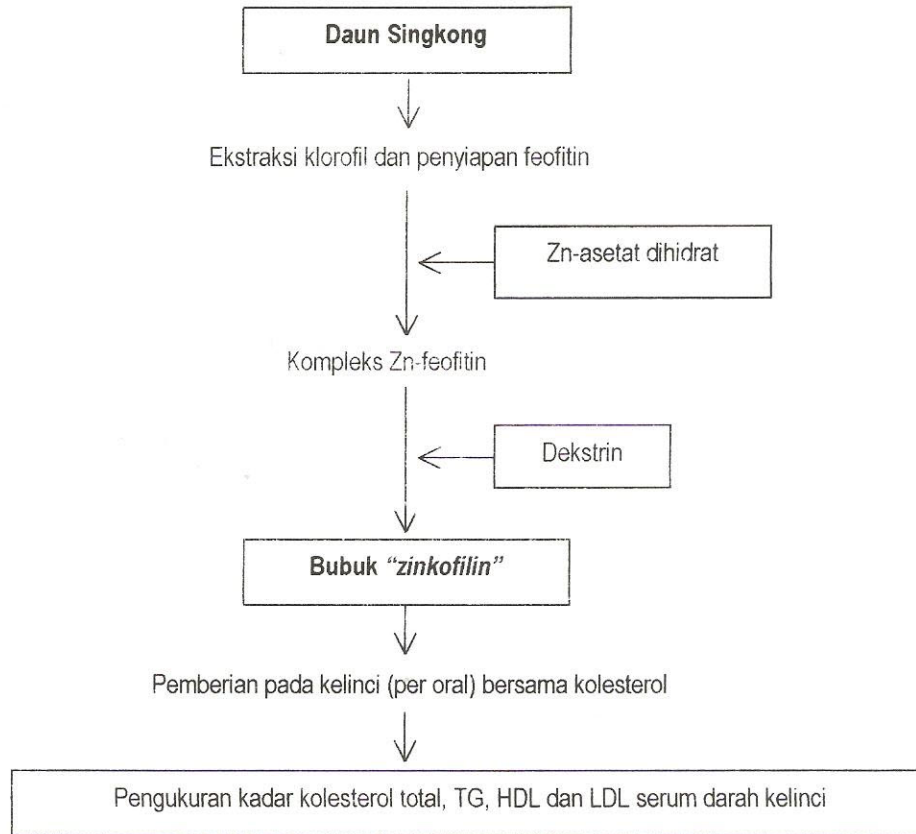 Daun Singkong
Ekstraksi klorofil dan penyiapan feofitin
Zn-asetat dihidrat
Kompleks Zn-feofitin
Dekstrin
Bubuk “zinkofilin”
Pemberian pada kelinci (per oral) bersama kolesterol
Pengukuran kadar kolesterol total, TG, HDL dan LDL serum darah kelinci